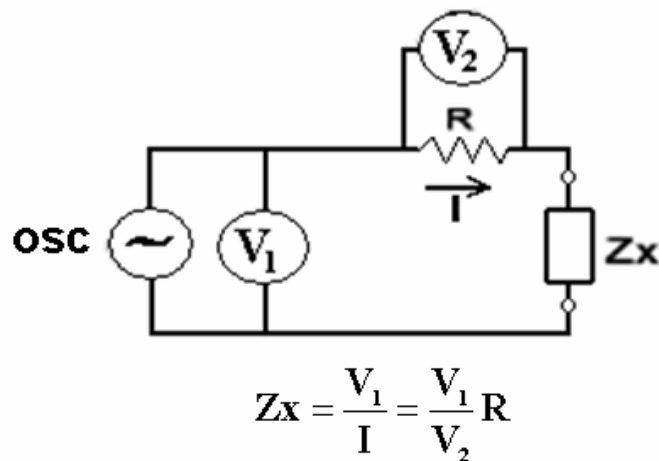 V₂
R
I
OSC
V₁
Zx
Zx = V₁/I = V₁/V₂ R